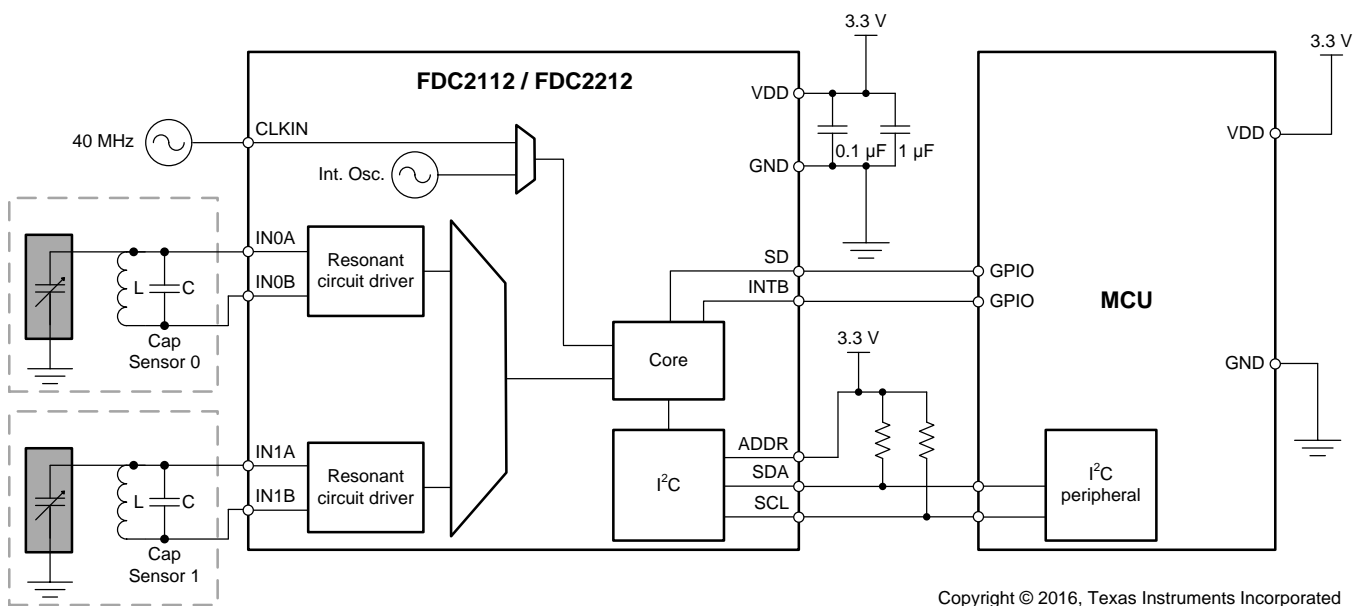 3.3 V
3.3 V
FDC2112 / FDC2212
VDD
CLKIN
40 MHz
VDD
0.1 µF
1 µF
Int. Osc.
GND
IN0A
Resonant
circuit driver
IN0B
L
C
Cap
Sensor 0
SD
GPIO
INTB
GPIO
MCU
Core
3.3 V
GND
IN1A
Resonant
circuit driver
IN1B
L
C
Cap
Sensor 1
ADDR
I²C
SDA
SCL
I²C
peripheral
Copyright © 2016, Texas Instruments Incorporated